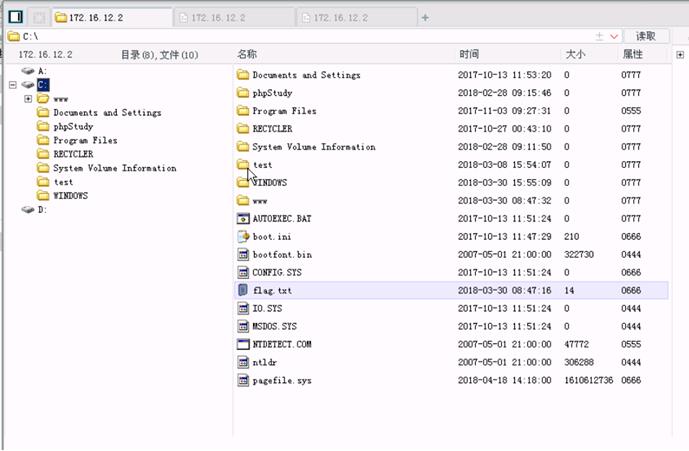 172.16.12.2 172.16.12.2 172.16.12.2 +
C:\ 读取
172.16.12.2 目录(8),文件(10) 名称 时间 大小 属性
A:
C:
www
Documents and Settings
phpStudy
Program Files
RECYCLER
System Volume Information
test
WINDOWS
D:
Documents and Settings 2017-10-13 11:53:20 0 0777
phpStudy 2018-02-28 09:15:46 0 0777
Program Files 2017-11-03 09:27:31 0 0555
RECYCLER 2017-10-27 00:43:10 0 0777
System Volume Information 2018-02-28 09:11:50 0 0777
test 2018-03-08 15:54:07 0 0777
WINDOWS 2018-03-30 15:55:09 0 0777
www 2018-03-30 08:47:32 0 0777
AUTOEXEC.BAT 2017-10-13 11:51:24 0 0777
boot.ini 2017-10-13 11:47:29 210 0666
bootfont.bin 2007-05-01 21:00:00 322730 0444
CONFIG.SYS 2017-10-13 11:51:24 0 0666
flag.txt 2018-03-30 08:47:16 14 0666
IO.SYS 2017-10-13 11:51:24 0 0444
MSDOS.SYS 2017-10-13 11:51:24 0 0444
NTDETECT.COM 2007-05-01 21:00:00 47772 0555
ntldr 2007-05-01 21:00:00 306288 0444
pagefile.sys 2018-04-18 14:18:00 1610612736 0666